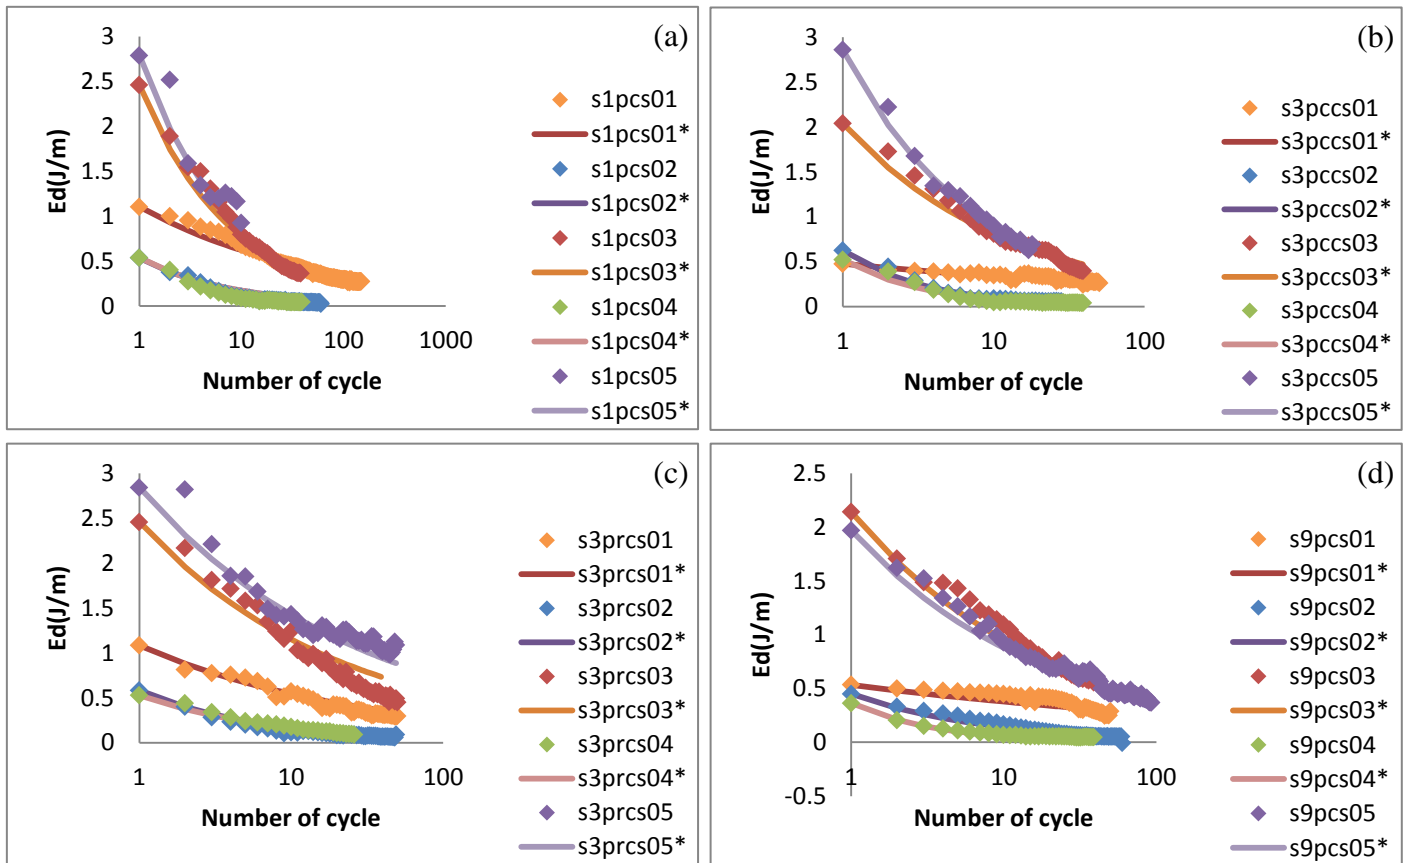 (a)
3
2.5
2
1.5
1
0.5
0
Ed(J/m)
1 10 100 1000
Number of cycle
s1pcs01
s1pcs01*
s1pcs02
s1pcs02*
s1pcs03
s1pcs03*
s1pcs04
s1pcs04*
s1pcs05
s1pcs05*
(b)
3
2.5
2
1.5
1
0.5
0
Ed(J/m)
1 10 100
Number of cycle
s3pccs01
s3pccs01*
s3pccs02
s3pccs02*
s3pccs03
s3pccs03*
s3pccs04
s3pccs04*
s3pccs05
s3pccs05*
(c)
3
2.5
2
1.5
1
0.5
0
Ed(J/m)
1 10 100
Number of cycle
s3prcs01
s3prcs01*
s3prcs02
s3prcs02*
s3prcs03
s3prcs03*
s3prcs04
s3prcs04*
s3prcs05
s3prcs05*
(d)
2.5
2
1.5
1
0.5
0
-0.5
Ed(J/m)
1 10 100
Number of cycle
s9pcs01
s9pcs01*
s9pcs02
s9pcs02*
s9pcs03
s9pcs03*
s9pcs04
s9pcs04*
s9pcs05
s9pcs05*